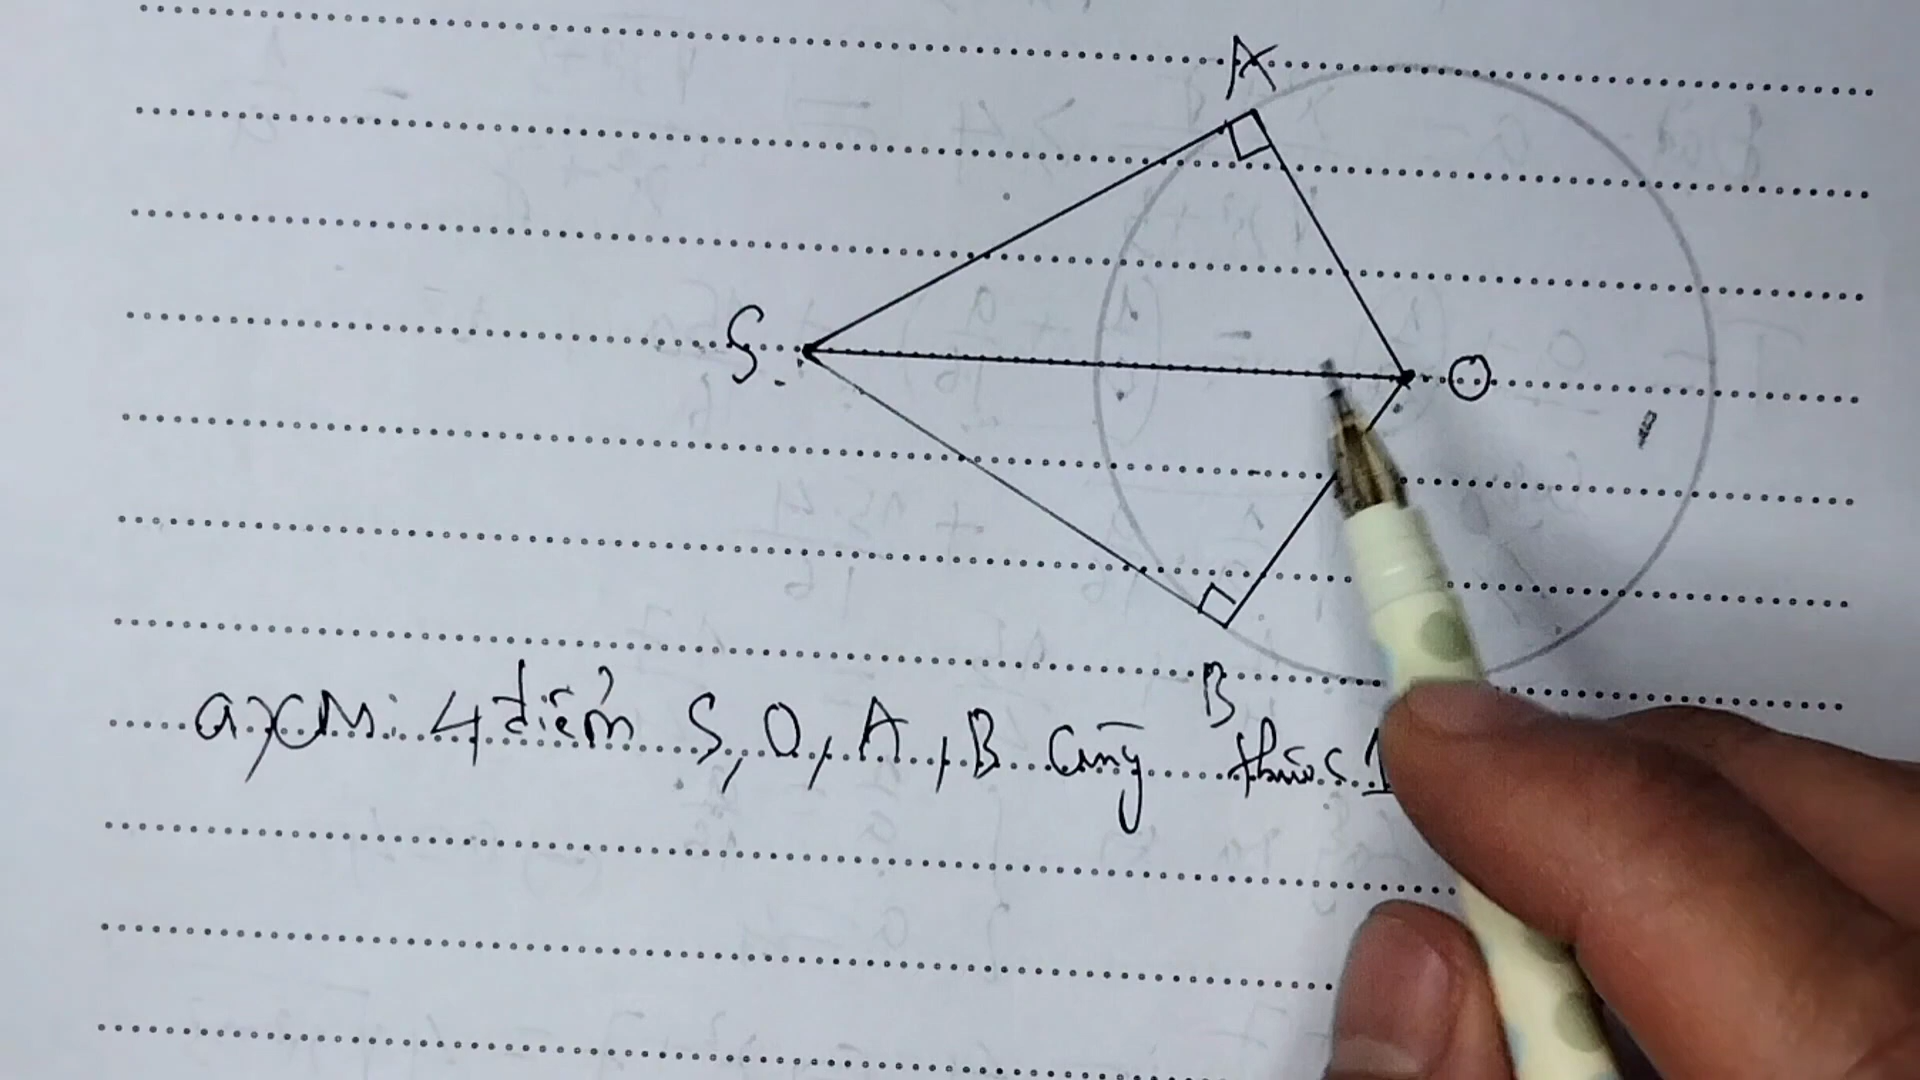 A
S
O
B
a) CM: 4 điểm S, O, A, B cùng thuộc 1